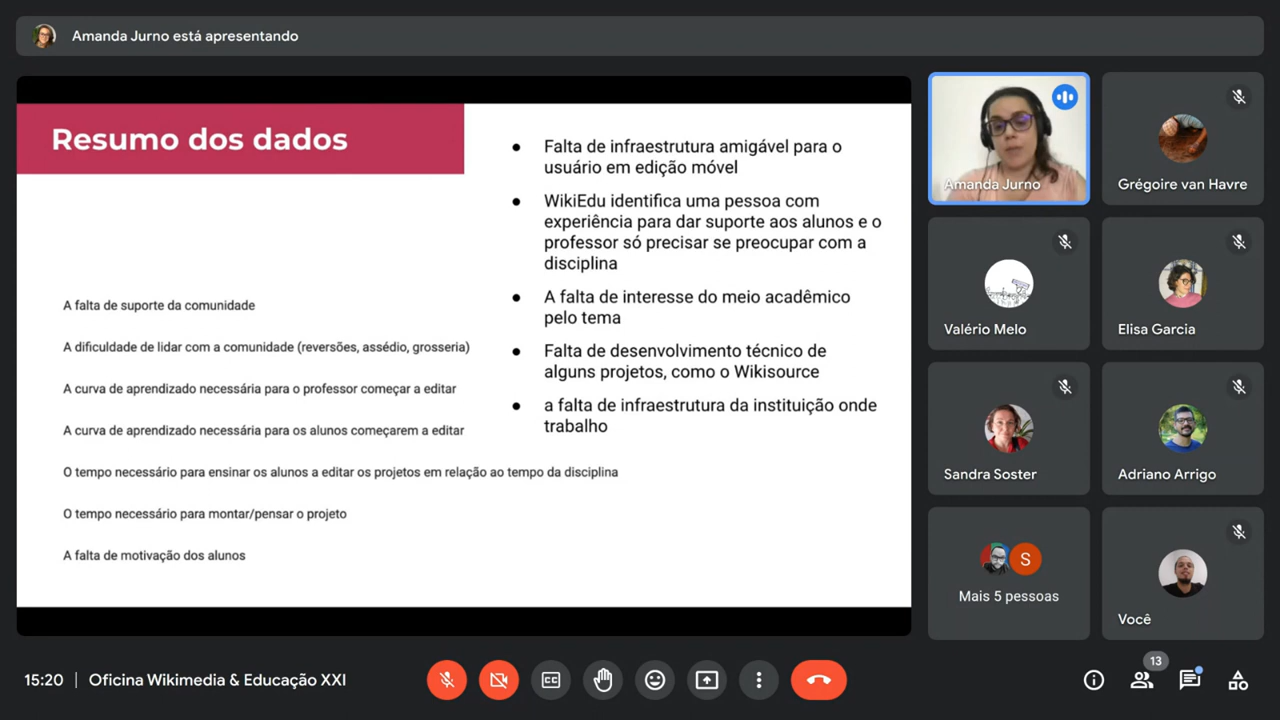 Amanda Jurno está apresentando
Resumo dos dados
A falta de suporte da comunidade
A dificuldade de lidar com a comunidade (reversões, assédio, grosseria)
A curva de aprendizado necessária para o professor começar a editar
A curva de aprendizado necessária para os alunos começarem a editar
O tempo necessário para ensinar os alunos a editar os projetos em relação ao tempo da disciplina
O tempo necessário para montar/pensar o projeto
A falta de motivação dos alunos
● Falta de infraestrutura amigável para o
usuário em edição móvel
● WikiEdu identifica uma pessoa com
experiência para dar suporte aos alunos e o
professor só precisar se preocupar com a
disciplina
● A falta de interesse do meio acadêmico
pelo tema
● Falta de desenvolvimento técnico de
alguns projetos, como o Wikisource
● a falta de infraestrutura da instituição onde
trabalho
Amanda Jurno
Grégoire van Havre
Valério Melo
Elisa Garcia
Sandra Soster
Adriano Arrigo
S
Mais 5 pessoas
Você
15:20 | Oficina Wikimedia & Educação XXI
CC
13